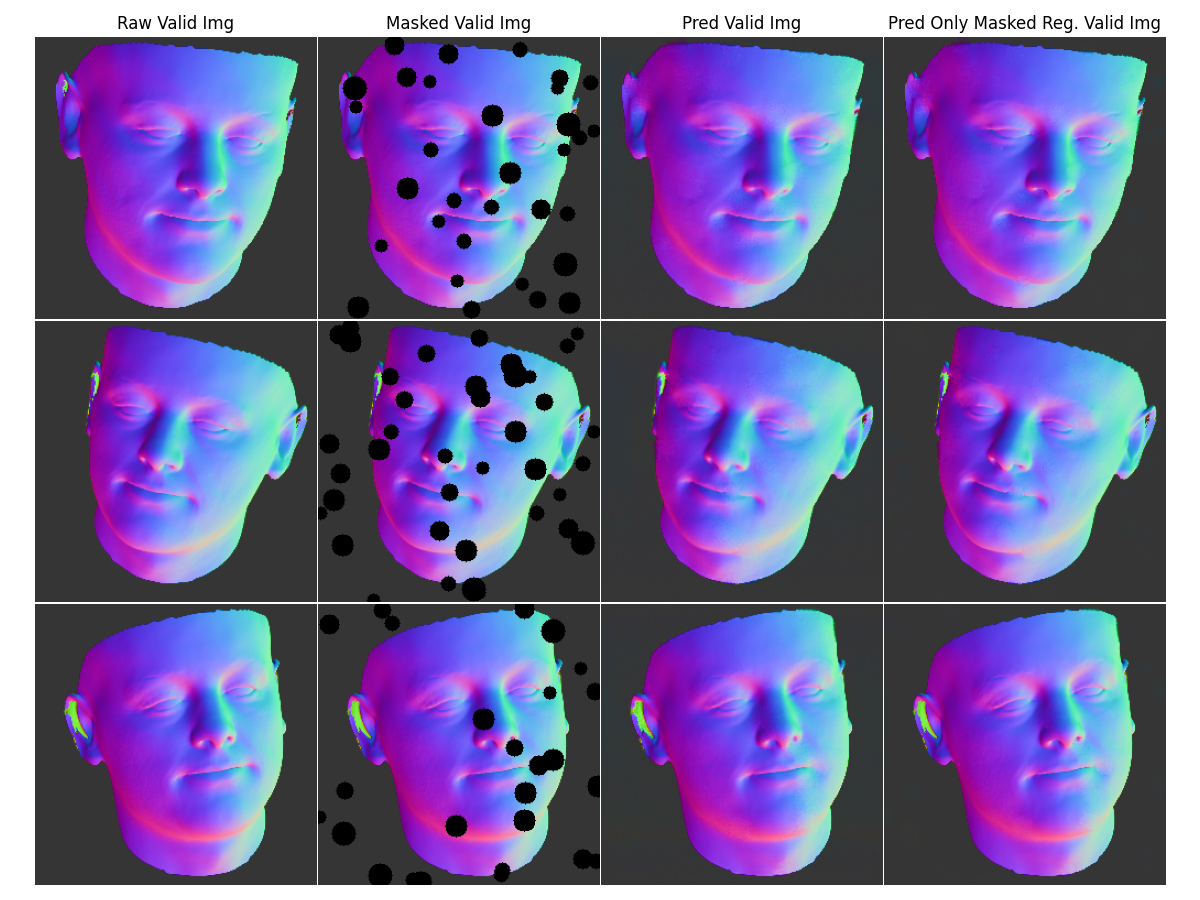 Raw Valid Img
Masked Valid Img
Pred Valid Img
Pred Only Masked Reg. Valid Img